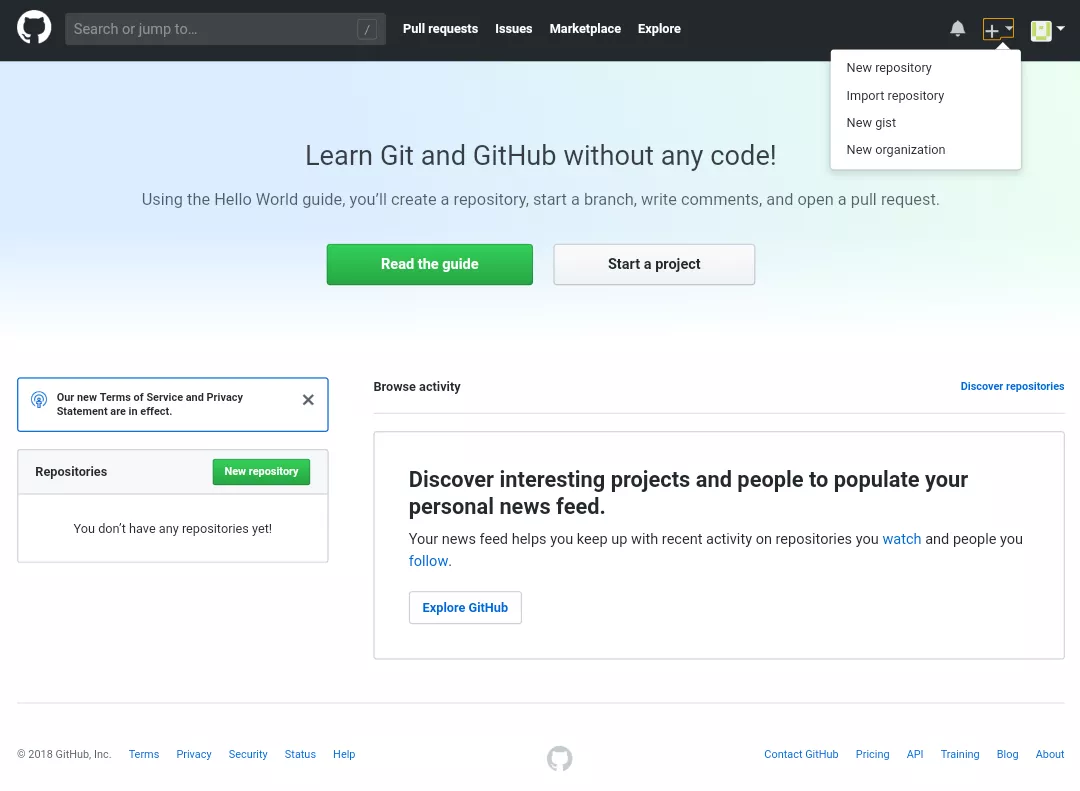 Search or jump to... /
Pull requests
Issues
Marketplace
Explore
New repository
Import repository
New gist
New organization
Learn Git and GitHub without any code!
Using the Hello World guide, you’ll create a repository, start a branch, write comments, and open a pull request.
Read the guide
Start a project
Our new Terms of Service and Privacy
Statement are in effect.
Repositories
New repository
You don’t have any repositories yet!
Browse activity
Discover repositories
Discover interesting projects and people to populate your
personal news feed.
Your news feed helps you keep up with recent activity on repositories you watch and people you
follow.
Explore GitHub
© 2018 GitHub, Inc.
Terms
Privacy
Security
Status
Help
Contact GitHub
Pricing
API
Training
Blog
About